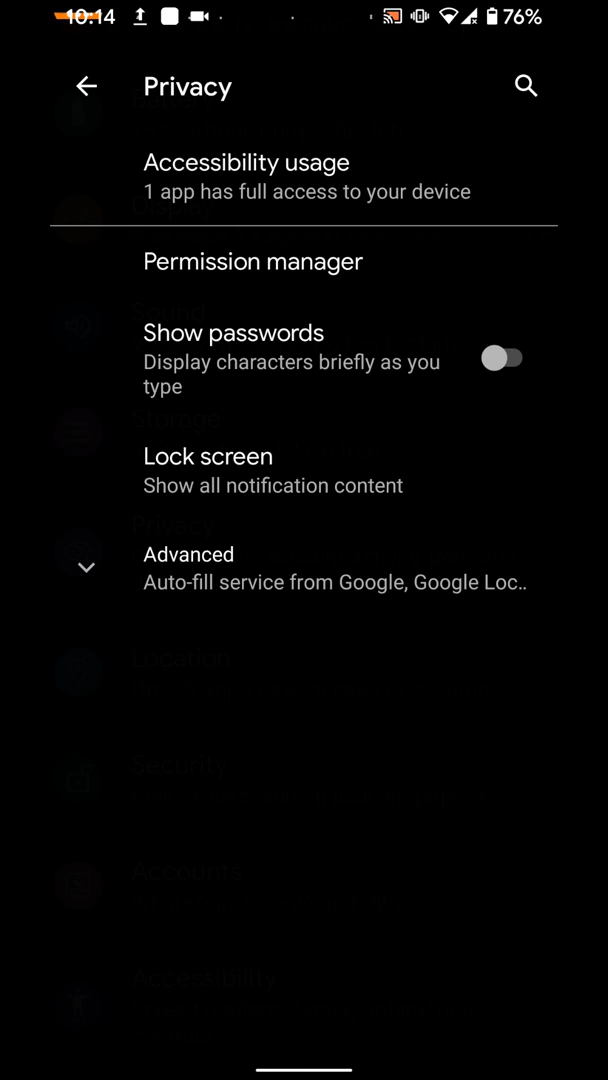 10:14 76%
Privacy
Accessibility usage
1 app has full access to your device
Display
Permission manager
Sound
Show passwords
Display characters briefly as you
type
Storage
Lock screen
Show all notification content
Privacy
Advanced
Auto-fill service from Google, Google Loc..
Location
Security
Accounts
Accessibility